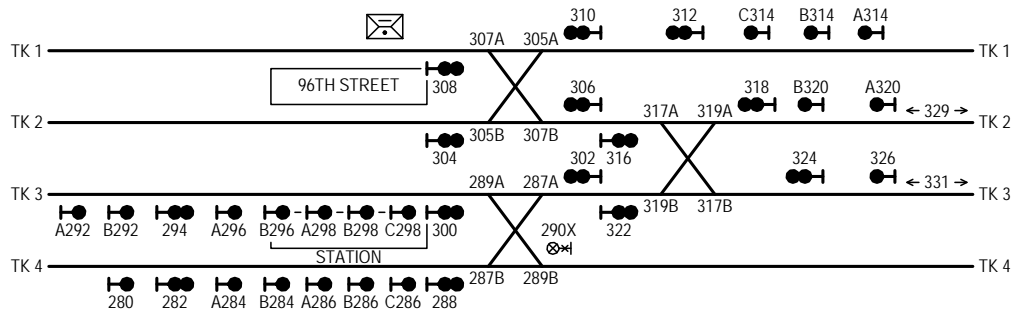 310 312 C314 B314 A314
307A 305A
TK 1 TK 1
96TH STREET 308
306 318 B320 A320
317A 319A 329
TK 2 TK 2
304 305B 307B 316
302 324 326
289A 287A 331
TK 3 TK 3
319B 317B
A292 B292 294 A296 B296 A298 B298 C298 300 322
290X
STATION
TK 4 TK 4
287B 289B
280 282 A284 B284 A286 B286 C286 288